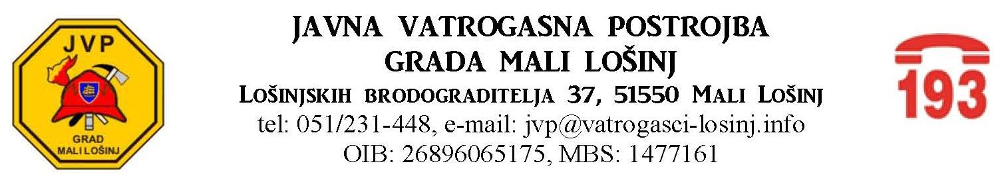 JVP
GRAD
MALI LOŠINJ
JAVNA VATROGASNA POSTROJBA
GRADA MALI LOŠINJ
LOŠINJSKIH BRODOGRADITELJA 37, 51550 MALI LOŠINJ
tel: 051/231-448, e-mail: jvp@vatrogasci-losinj.info
OIB: 26896065175, MBS: 1477161
193